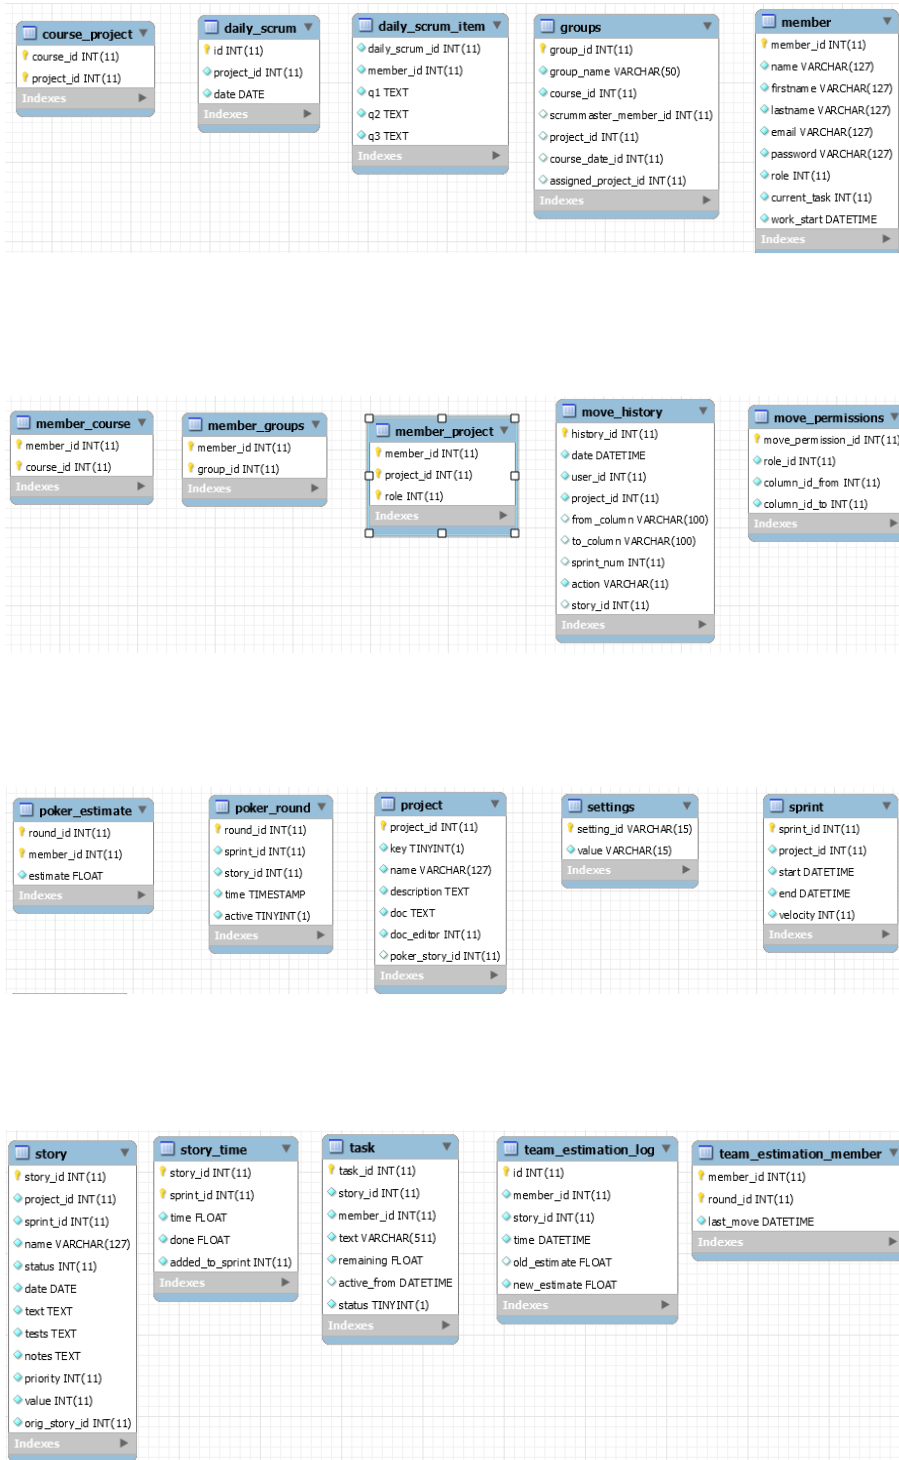 course_project
course_id INT(11)
project_id INT(11)
Indexes
daily_scrum
id INT(11)
project_id INT(11)
date DATE
Indexes
daily_scrum_item
daily_scrum_id INT(11)
member_id INT(11)
q1 TEXT
q2 TEXT
q3 TEXT
Indexes
groups
group_id INT(11)
group_name VARCHAR(50)
course_id INT(11)
scrummaster_member_id INT(11)
project_id INT(11)
course_date_id INT(11)
assigned_project_id INT(11)
Indexes
member
member_id INT(11)
name VARCHAR(127)
firstname VARCHAR(127)
lastname VARCHAR(127)
email VARCHAR(127)
password VARCHAR(127)
role INT(11)
current_task INT(11)
work_start DATETIME
Indexes
member_course
member_id INT(11)
course_id INT(11)
Indexes
member_groups
member_id INT(11)
group_id INT(11)
Indexes
member_project
member_id INT(11)
project_id INT(11)
role INT(11)
Indexes
move_history
history_id INT(11)
date DATETIME
user_id INT(11)
project_id INT(11)
from_column VARCHAR(100)
to_column VARCHAR(100)
sprint_num INT(11)
action VARCHAR(11)
story_id INT(11)
Indexes
move_permissions
move_permission_id INT(11)
role_id INT(11)
column_id_from INT(11)
column_id_to INT(11)
Indexes
poker_estimate
round_id INT(11)
member_id INT(11)
estimate FLOAT
Indexes
poker_round
round_id INT(11)
sprint_id INT(11)
story_id INT(11)
time TIMESTAMP
active TINYINT(1)
Indexes
project
project_id INT(11)
key TINYINT(1)
name VARCHAR(127)
description TEXT
doc TEXT
doc_editor INT(11)
poker_story_id INT(11)
Indexes
settings
setting_id VARCHAR(15)
value VARCHAR(15)
Indexes
sprint
sprint_id INT(11)
project_id INT(11)
start DATETIME
end DATETIME
velocity INT(11)
Indexes
story
story_id INT(11)
project_id INT(11)
sprint_id INT(11)
name VARCHAR(127)
status INT(11)
date DATE
text TEXT
tests TEXT
notes TEXT
priority INT(11)
value INT(11)
orig_story_id INT(11)
Indexes
story_time
story_id INT(11)
sprint_id INT(11)
time FLOAT
done FLOAT
added_to_sprint INT(11)
Indexes
task
task_id INT(11)
story_id INT(11)
member_id INT(11)
text VARCHAR(511)
remaining FLOAT
active_from DATETIME
status TINYINT(1)
Indexes
team_estimation_log
id INT(11)
member_id INT(11)
story_id INT(11)
time DATETIME
old_estimate FLOAT
new_estimate FLOAT
Indexes
team_estimation_member
member_id INT(11)
round_id INT(11)
last_move DATETIME
Indexes